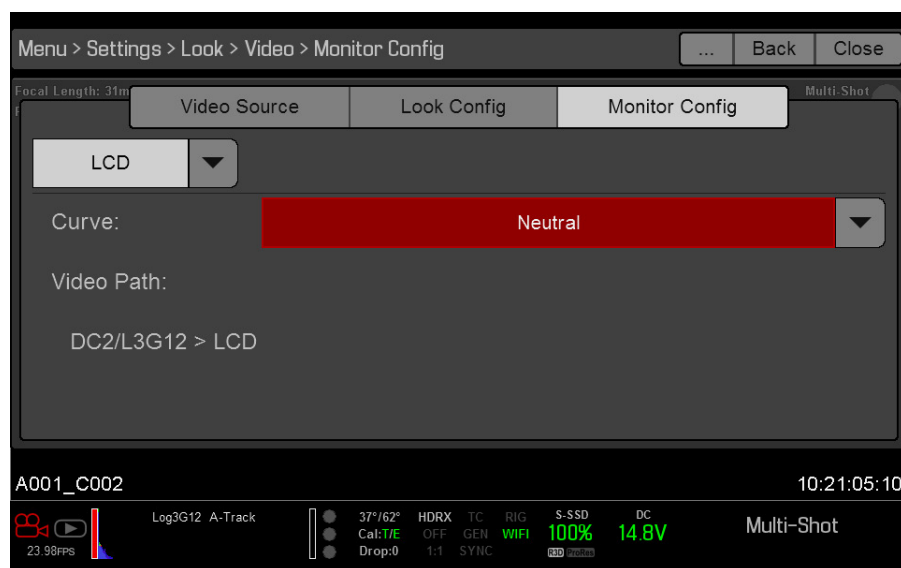 Menu > Settings > Look > Video > Monitor Config ... Back Close
Focal Length: 31m Multi-Shot
Video Source Look Config Monitor Config
LCD
Curve: Neutral
Video Path:
DC2/L3G12 > LCD
A001_C002 10:21:05:10
Log3G12 A-Track 37°/62° HDRX TC RIG S-SSD DC
Cal:T/E OFF GEN WIFI 100% 14.8V Multi-Shot
23.98FPS Drop:0 1:1 SYNC R3D ProRes